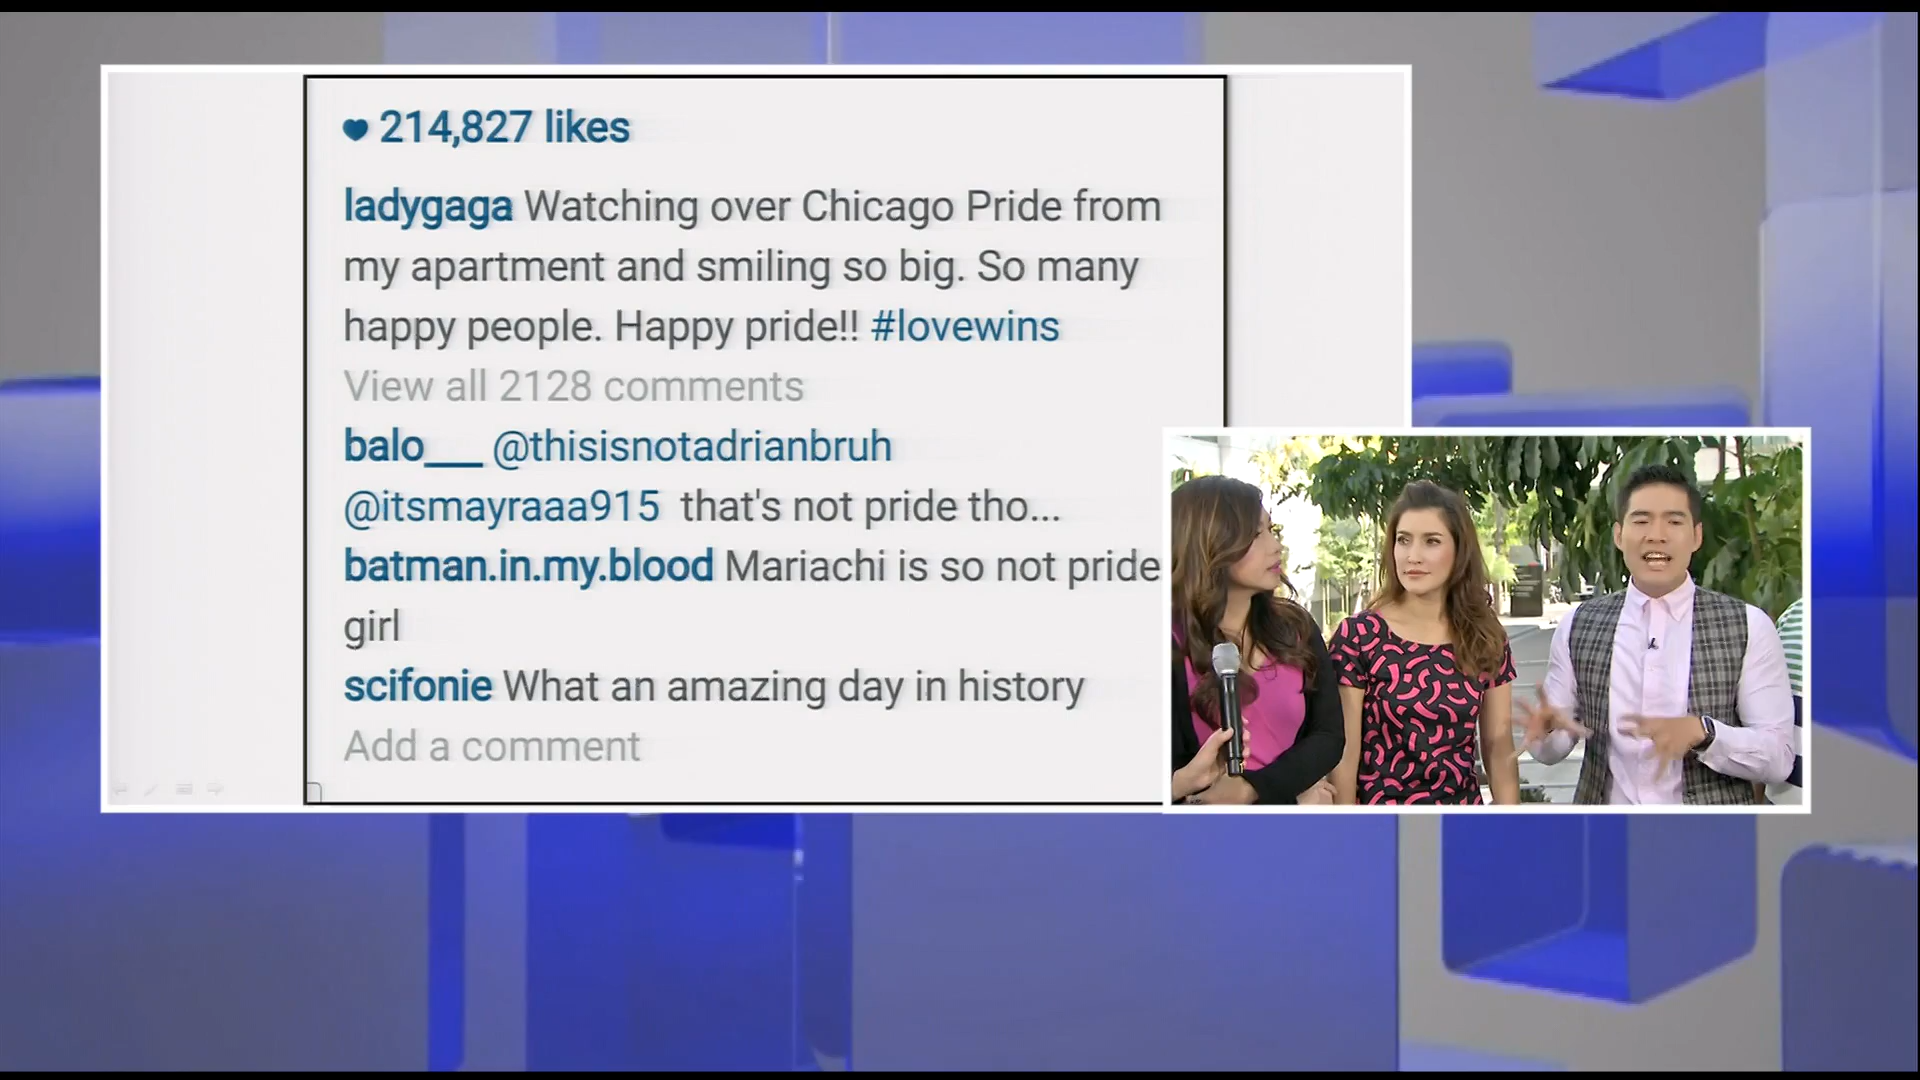 214,827 likes
ladygaga Watching over Chicago Pride from
my apartment and smiling so big. So many
happy people. Happy pride!! #lovewins
View all 2128 comments
balo___ @thisisnotadrianbruh
@itsmayraaa915 that's not pride tho...
batman.in.my.blood Mariachi is so not pride
girl
scifonie What an amazing day in history
Add a comment